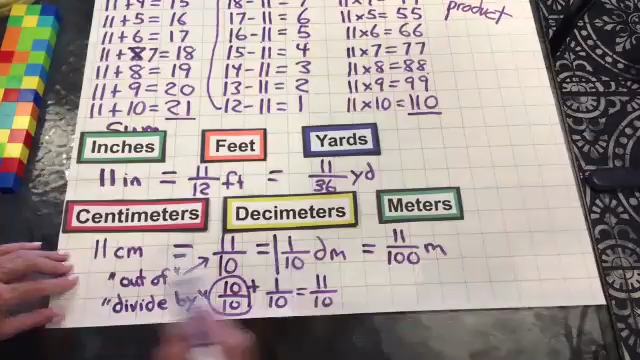 11+4=15 18-11=7 11×4=44
11+5=16 17-11=6 11×5=55 product
11+6=17 16-11=5 11×6=66
11+7=18 15-11=4 11×7=77
11+8=19 14-11=3 11×8=88
11+9=20 13-11=2 11×9=99
11+10=21 12-11=1 11×10=110
Sum
Inches Feet Yards
11in = 11/12 ft = 11/36 yd
Centimeters Decimeters Meters
11cm = 11/10 = 1 1/10 dm = 11/100 m
"out of"
"divide by" 10/10 + 1/10 = 11/10